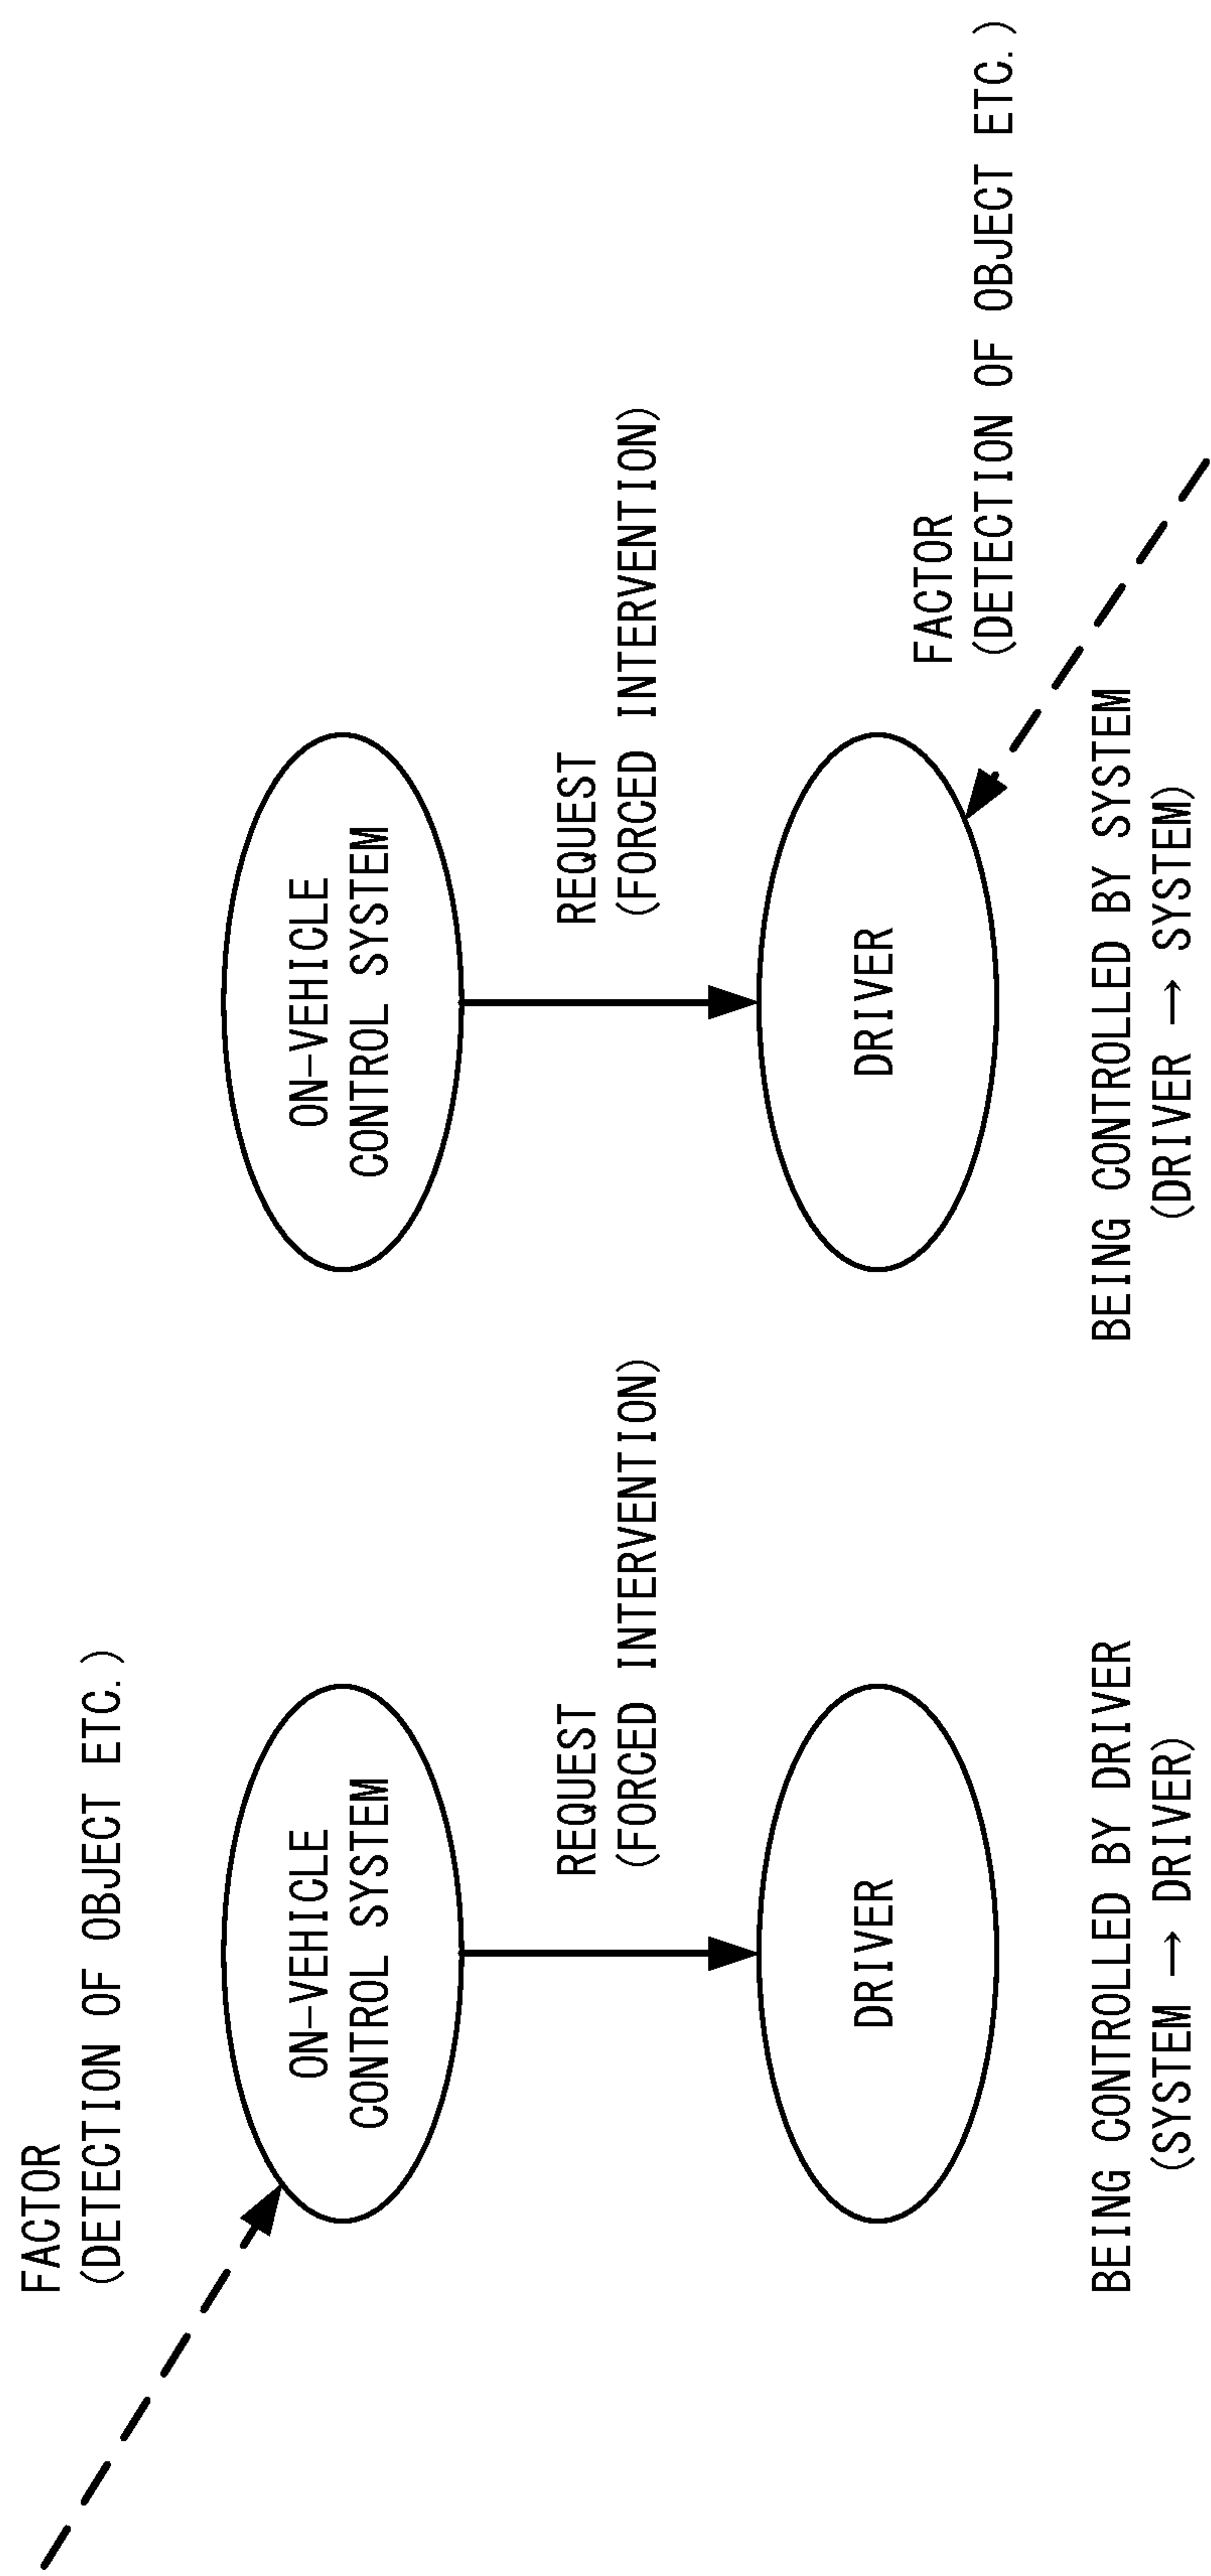 FACTOR
(DETECTION OF OBJECT ETC.)
ON-VEHICLE
CONTROL SYSTEM
REQUEST
(FORCED INTERVENTION)
DRIVER
BEING CONTROLLED BY DRIVER
(SYSTEM → DRIVER)
ON-VEHICLE
CONTROL SYSTEM
REQUEST
(FORCED INTERVENTION)
DRIVER
FACTOR
(DETECTION OF OBJECT ETC.)
BEING CONTROLLED BY SYSTEM
(DRIVER → SYSTEM)